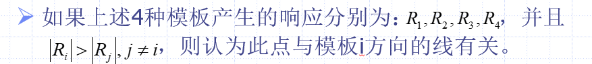 ➢ 如果上述4种模板产生的响应分别为：R₁, R₂, R₃, R₄，并且
|Rᵢ| > |Rⱼ|, j ≠ i，则认为此点与模板i方向的线有关。